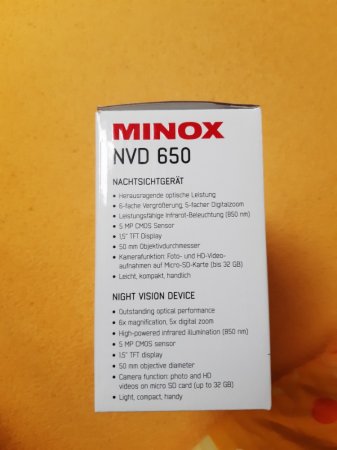 MINOX
NVD 650
NACHTSICHTGERÄT
• Herausragende optische Leistung
• 6-fache Vergrößerung, 5-facher Digitalzoom
• Leistungsfähige Infrarot-Beleuchtung (850 nm)
• 5 MP CMOS Sensor
• 1,5" TFT Display
• 50 mm Objektivdurchmesser
• Kamerafunktion: Foto- und HD-Video-
aufnahmen auf Micro-SD-Karte (bis 32 GB)
• Leicht, kompakt, handlich
NIGHT VISION DEVICE
• Outstanding optical performance
• 6x magnification, 5x digital zoom
• High-powered infrared illumination (850 nm)
• 5 MP CMOS sensor
• 1.5" TFT display
• 50 mm objective diameter
• Camera function: photo and HD
videos on micro SD card (up to 32 GB)
• Light, compact, handy